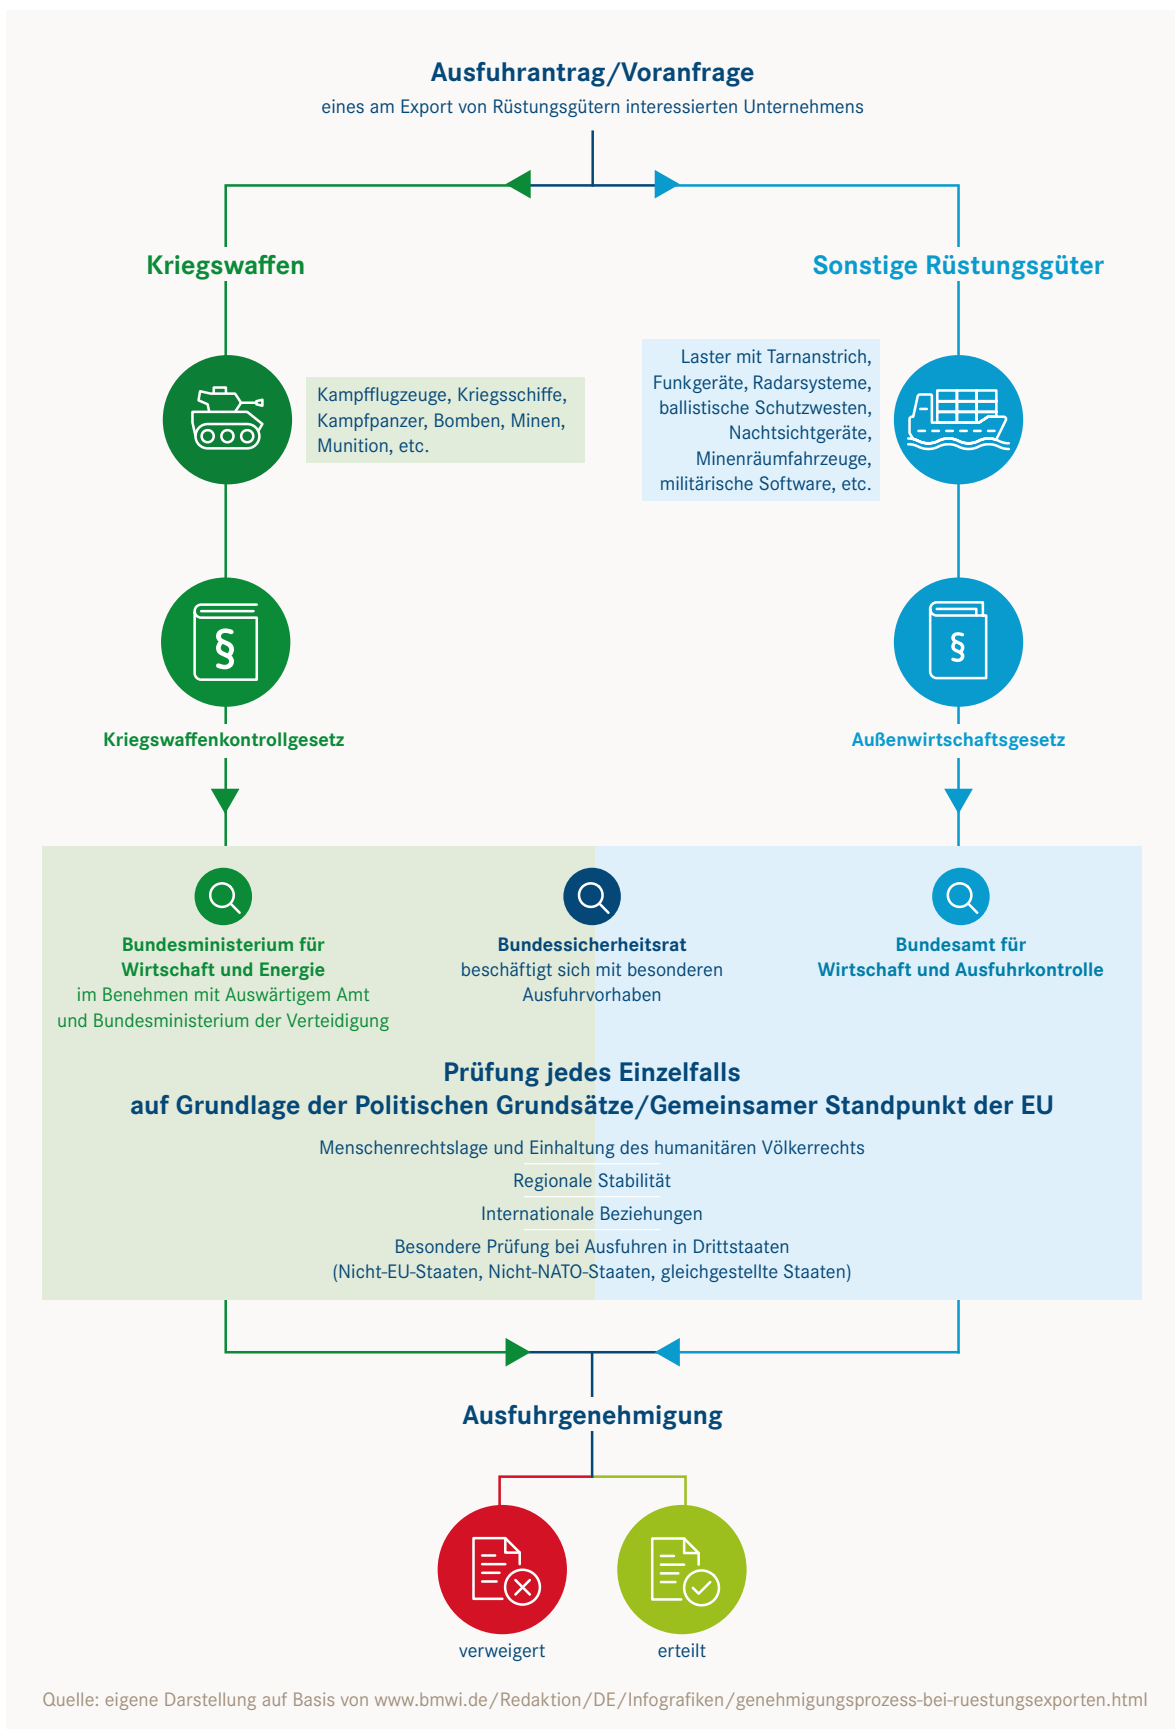 Ausfuhrantrag/Voranfrage
eines am Export von Rüstungsgütern interessierten Unternehmens
Kriegswaffen
Kampfflugzeuge, Kriegsschiffe,
Kampfpanzer, Bomben, Minen,
Munition, etc.
§
Kriegswaffenkontrollgesetz
Sonstige Rüstungsgüter
Laster mit Tarnanstrich,
Funkgeräte, Radarsysteme,
ballistische Schutzwesten,
Nachtsichtgeräte,
Minenräumfahrzeuge,
militärische Software, etc.
§
Außenwirtschaftsgesetz
Bundesministerium für
Wirtschaft und Energie
im Benehmen mit Auswärtigem Amt
und Bundesministerium der Verteidigung
Bundessicherheitsrat
beschäftigt sich mit besonderen
Ausfuhrvorhaben
Bundesamt für
Wirtschaft und Ausfuhrkontrolle
Prüfung jedes Einzelfalls
auf Grundlage der Politischen Grundsätze/Gemeinsamer Standpunkt der EU
Menschenrechtslage und Einhaltung des humanitären Völkerrechts
Regionale Stabilität
Internationale Beziehungen
Besondere Prüfung bei Ausfuhren in Drittstaaten
(Nicht-EU-Staaten, Nicht-NATO-Staaten, gleichgestellte Staaten)
Ausfuhrgenehmigung
verweigert
erteilt
Quelle: eigene Darstellung auf Basis von www.bmwi.de/Redaktion/DE/Infografiken/genehmigungsprozess-bei-ruestungsexporten.html